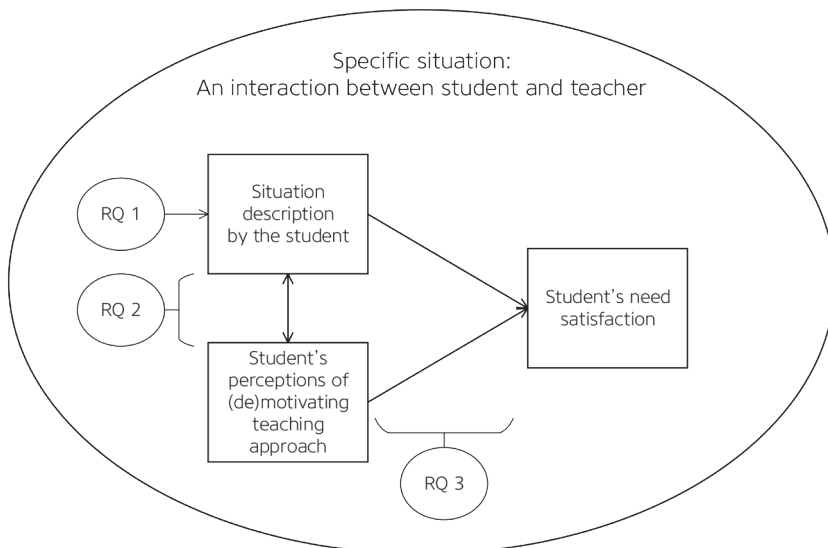 Specific situation:
An interaction between student and teacher
RQ 1
Situation
description
by the student
RQ 2
Student's
perceptions of
(de)motivating
teaching
approach
Student's need
satisfaction
RQ 3